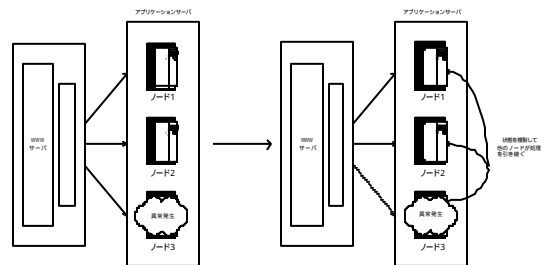 アプリケーションサーバ
WWW
サーバ
ノード1
ノード2
異常発生
ノード3
アプリケーションサーバ
WWW
サーバ
ノード1
ノード2
異常発生
ノード3
状態を複製して
他のノードが処理
を引き継ぐ